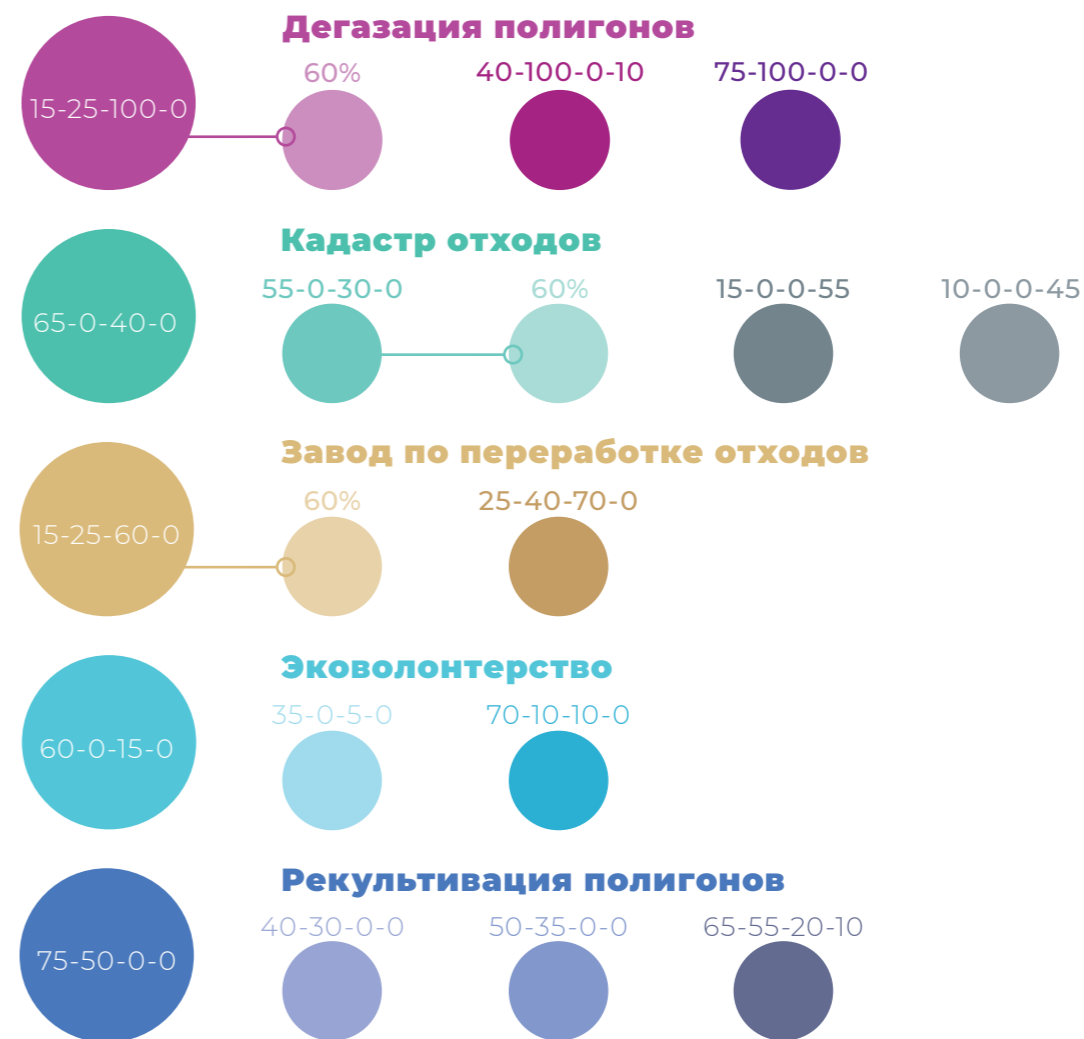 Дегазация полигонов
60% 40-100-0-10 75-100-0-0
15-25-100-0
Кадастр отходов
55-0-30-0 60% 15-0-0-55 10-0-0-45
65-0-40-0
Завод по переработке отходов
60% 25-40-70-0
15-25-60-0
Эковолонтерство
35-0-5-0 70-10-10-0
60-0-15-0
Рекультивация полигонов
40-30-0-0 50-35-0-0 65-55-20-10
75-50-0-0